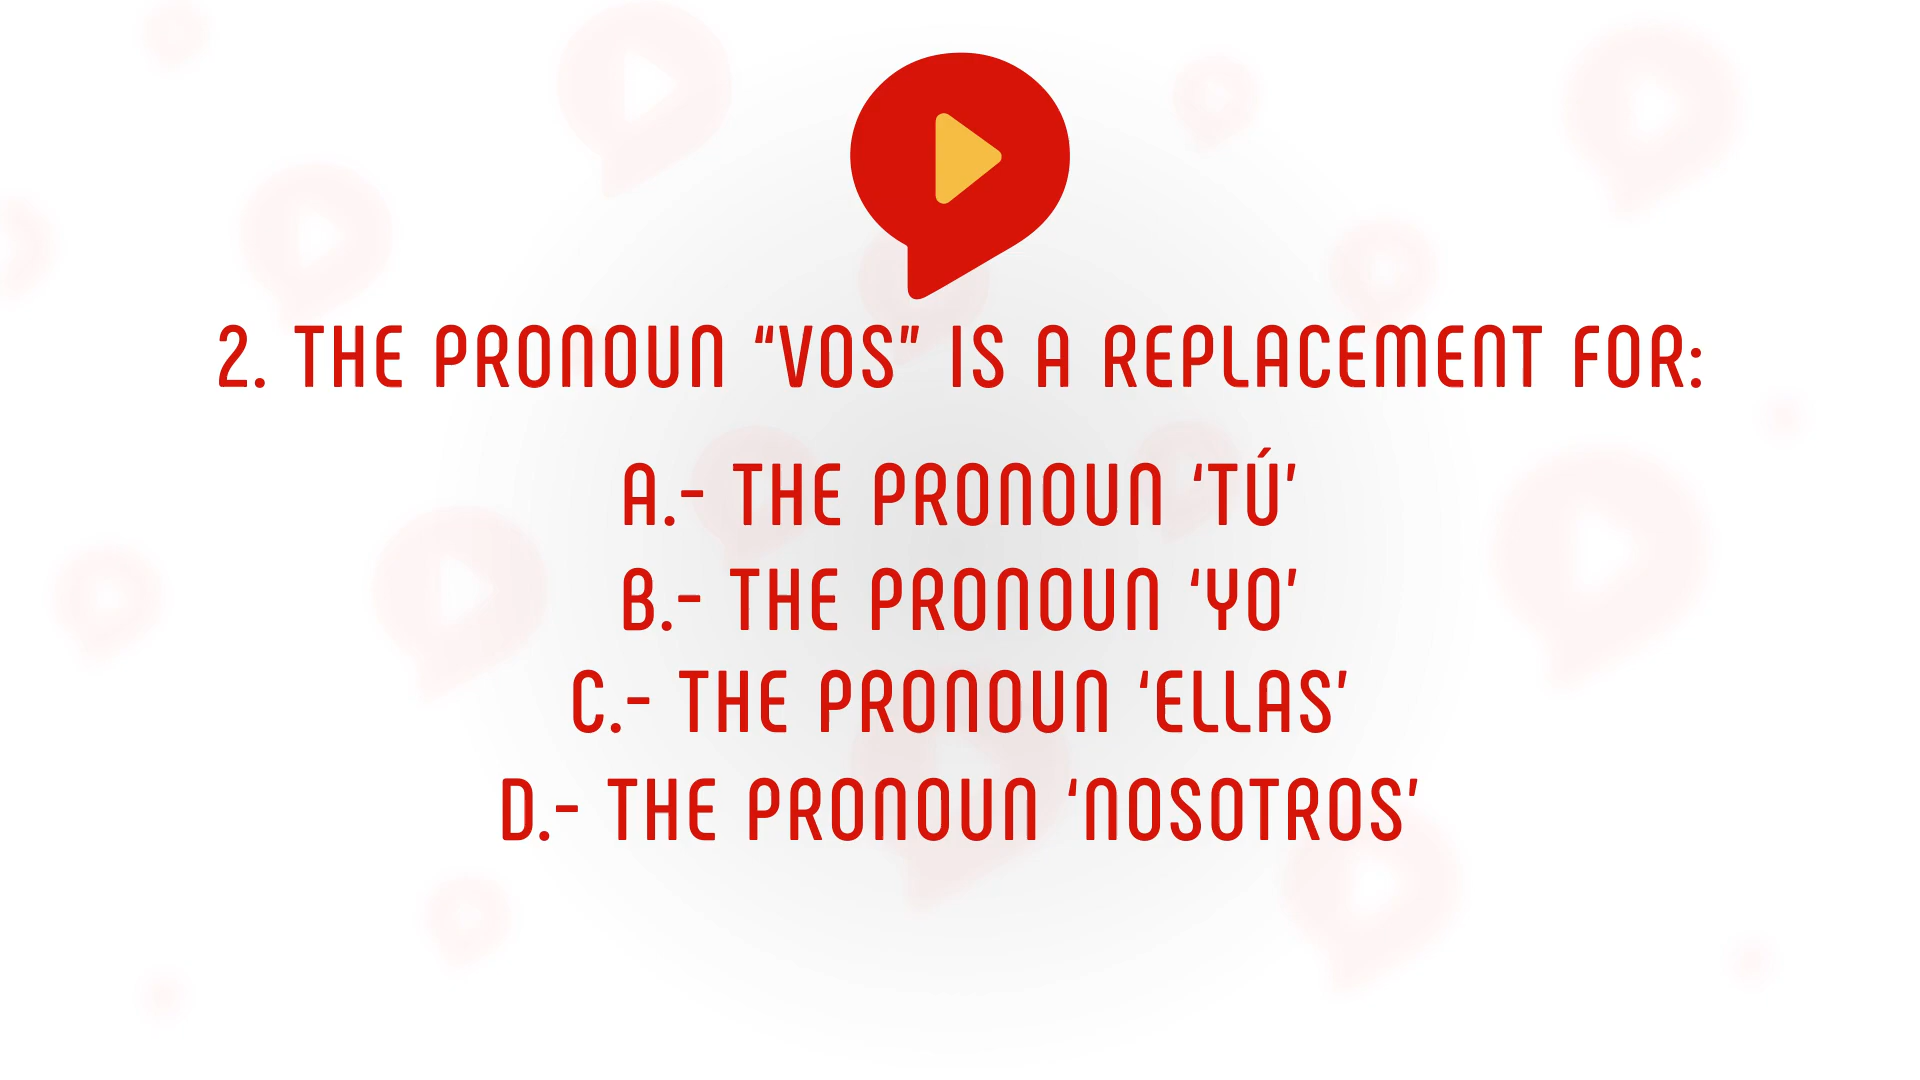 2. THE PRONOUN “VOS” IS A REPLACEMENT FOR:
A.- THE PRONOUN ‘TÚ’
B.- THE PRONOUN ‘YO’
C.- THE PRONOUN ‘ELLAS’
D.- THE PRONOUN ‘NOSOTROS’